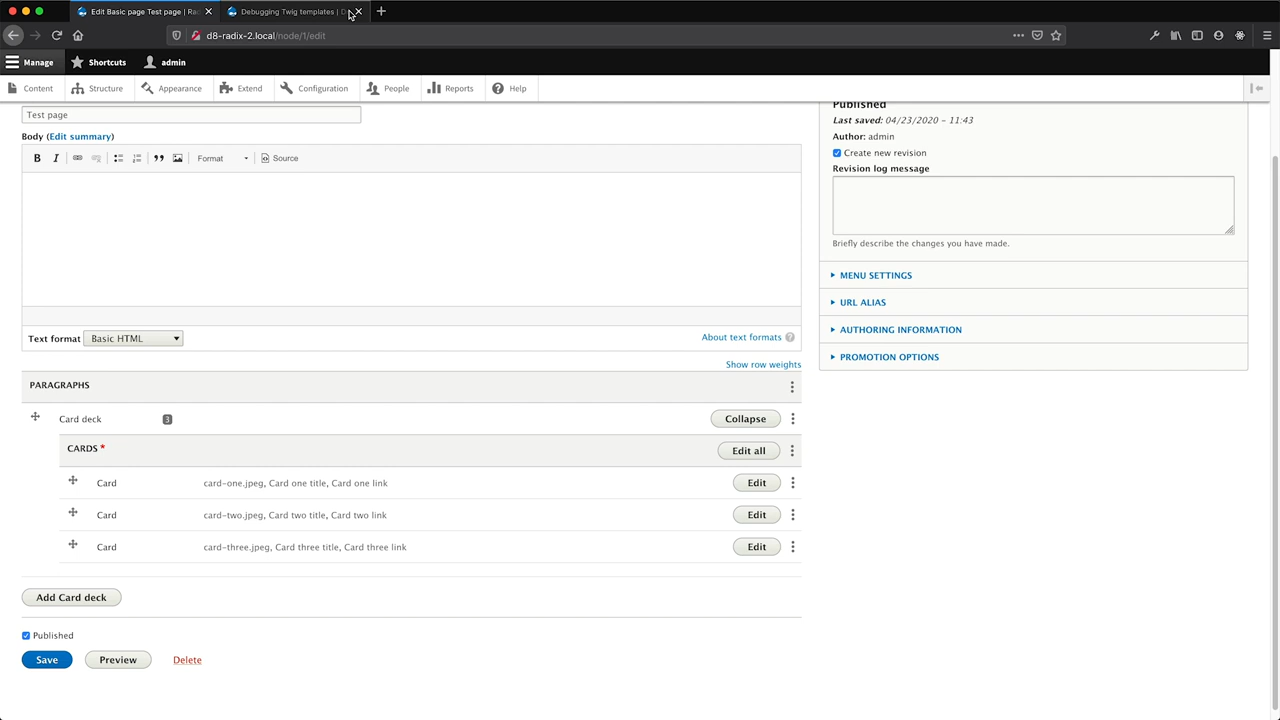 Edit Basic page Test page | Ra
Debugging Twig templates | D
d8-radix-2.local/node/1/edit
Manage
Shortcuts
admin
Content
Structure
Appearance
Extend
Configuration
People
Reports
Help
Test page
Body (Edit summary)
B I Format Source
Text format Basic HTML
About text formats ?
Show row weights
PARAGRAPHS
Card deck 3 Collapse
CARDS * Edit all
Card card-one.jpeg, Card one title, Card one link Edit
Card card-two.jpeg, Card two title, Card two link Edit
Card card-three.jpeg, Card three title, Card three link Edit
Add Card deck
Published
Save Preview Delete
Published
Last saved: 04/23/2020 - 11:43
Author: admin
Create new revision
Revision log message
Briefly describe the changes you have made.
MENU SETTINGS
URL ALIAS
AUTHORING INFORMATION
PROMOTION OPTIONS